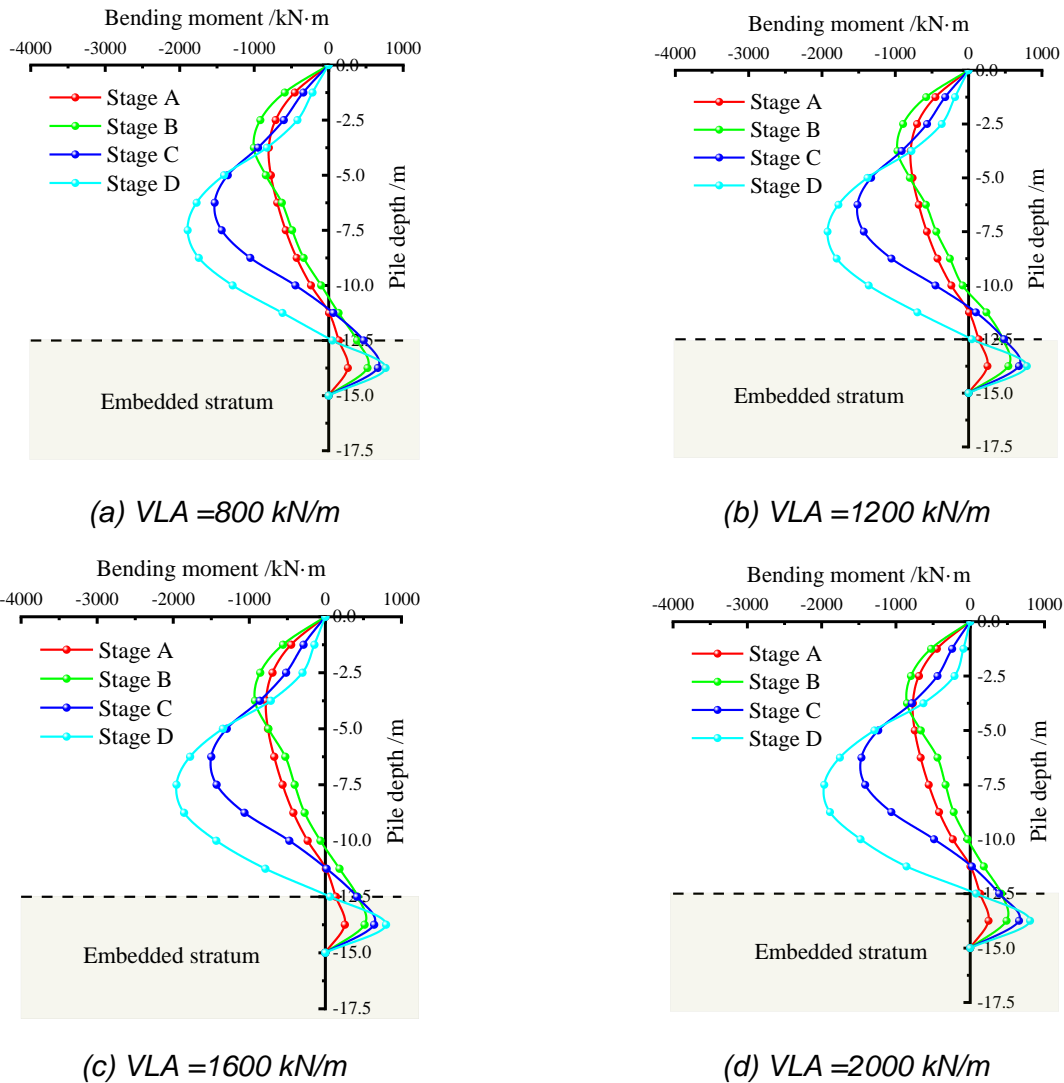 Bending moment /kN·m
-4000 -3000 -2000 -1000 0 1000
0.0
Stage A
Stage B
Stage C
Stage D
-2.5
-5.0
-7.5
-10.0
-12.5
-15.0
-17.5
Pile depth /m
Embedded stratum
(a) VLA =800 kN/m
Bending moment /kN·m
-4000 -3000 -2000 -1000 0 1000
0.0
Stage A
Stage B
Stage C
Stage D
-2.5
-5.0
-7.5
-10.0
-12.5
-15.0
-17.5
Pile depth /m
Embedded stratum
(b) VLA =1200 kN/m
Bending moment /kN·m
-4000 -3000 -2000 -1000 0 1000
0.0
Stage A
Stage B
Stage C
Stage D
-2.5
-5.0
-7.5
-10.0
-12.5
-15.0
-17.5
Pile depth /m
Embedded stratum
(c) VLA =1600 kN/m
Bending moment /kN·m
-4000 -3000 -2000 -1000 0 1000
0.0
Stage A
Stage B
Stage C
Stage D
-2.5
-5.0
-7.5
-10.0
-12.5
-15.0
-17.5
Pile depth /m
Embedded stratum
(d) VLA =2000 kN/m